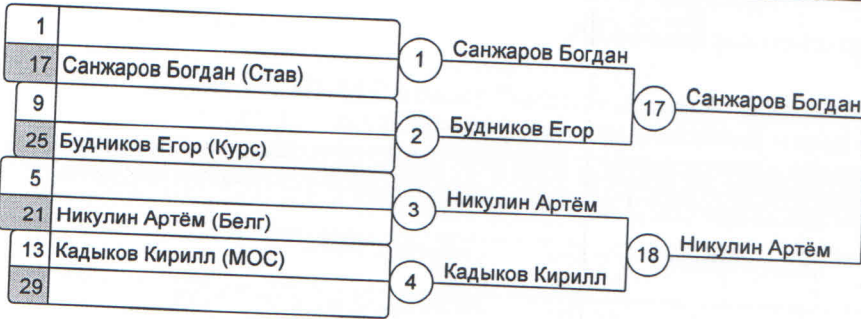 1
17 Санжаров Богдан (Став)
9
25 Будников Егор (Курс)
5
21 Никулин Артём (Белг)
13 Кадыков Кирилл (МОС)
29
1 Санжаров Богдан
2 Будников Егор
3 Никулин Артём
4 Кадыков Кирилл
17 Санжаров Богдан
18 Никулин Артём